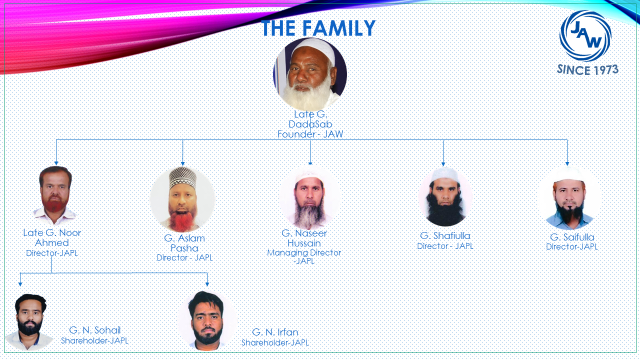 THE FAMILY
JAW
SINCE 1973
Late G.
DadaSab
Founder - JAW
Late G. Noor
Ahmed
Director-JAPL
G. Aslam
Pasha
Director - JAPL
G. Naseer
Hussain
Managing Director
-JAPL
G. Shafiulla
Director - JAPL
G. Saifulla
Director-JAPL
G. N. Sohail
Shareholder-JAPL
G. N. Irfan
Shareholder-JAPL